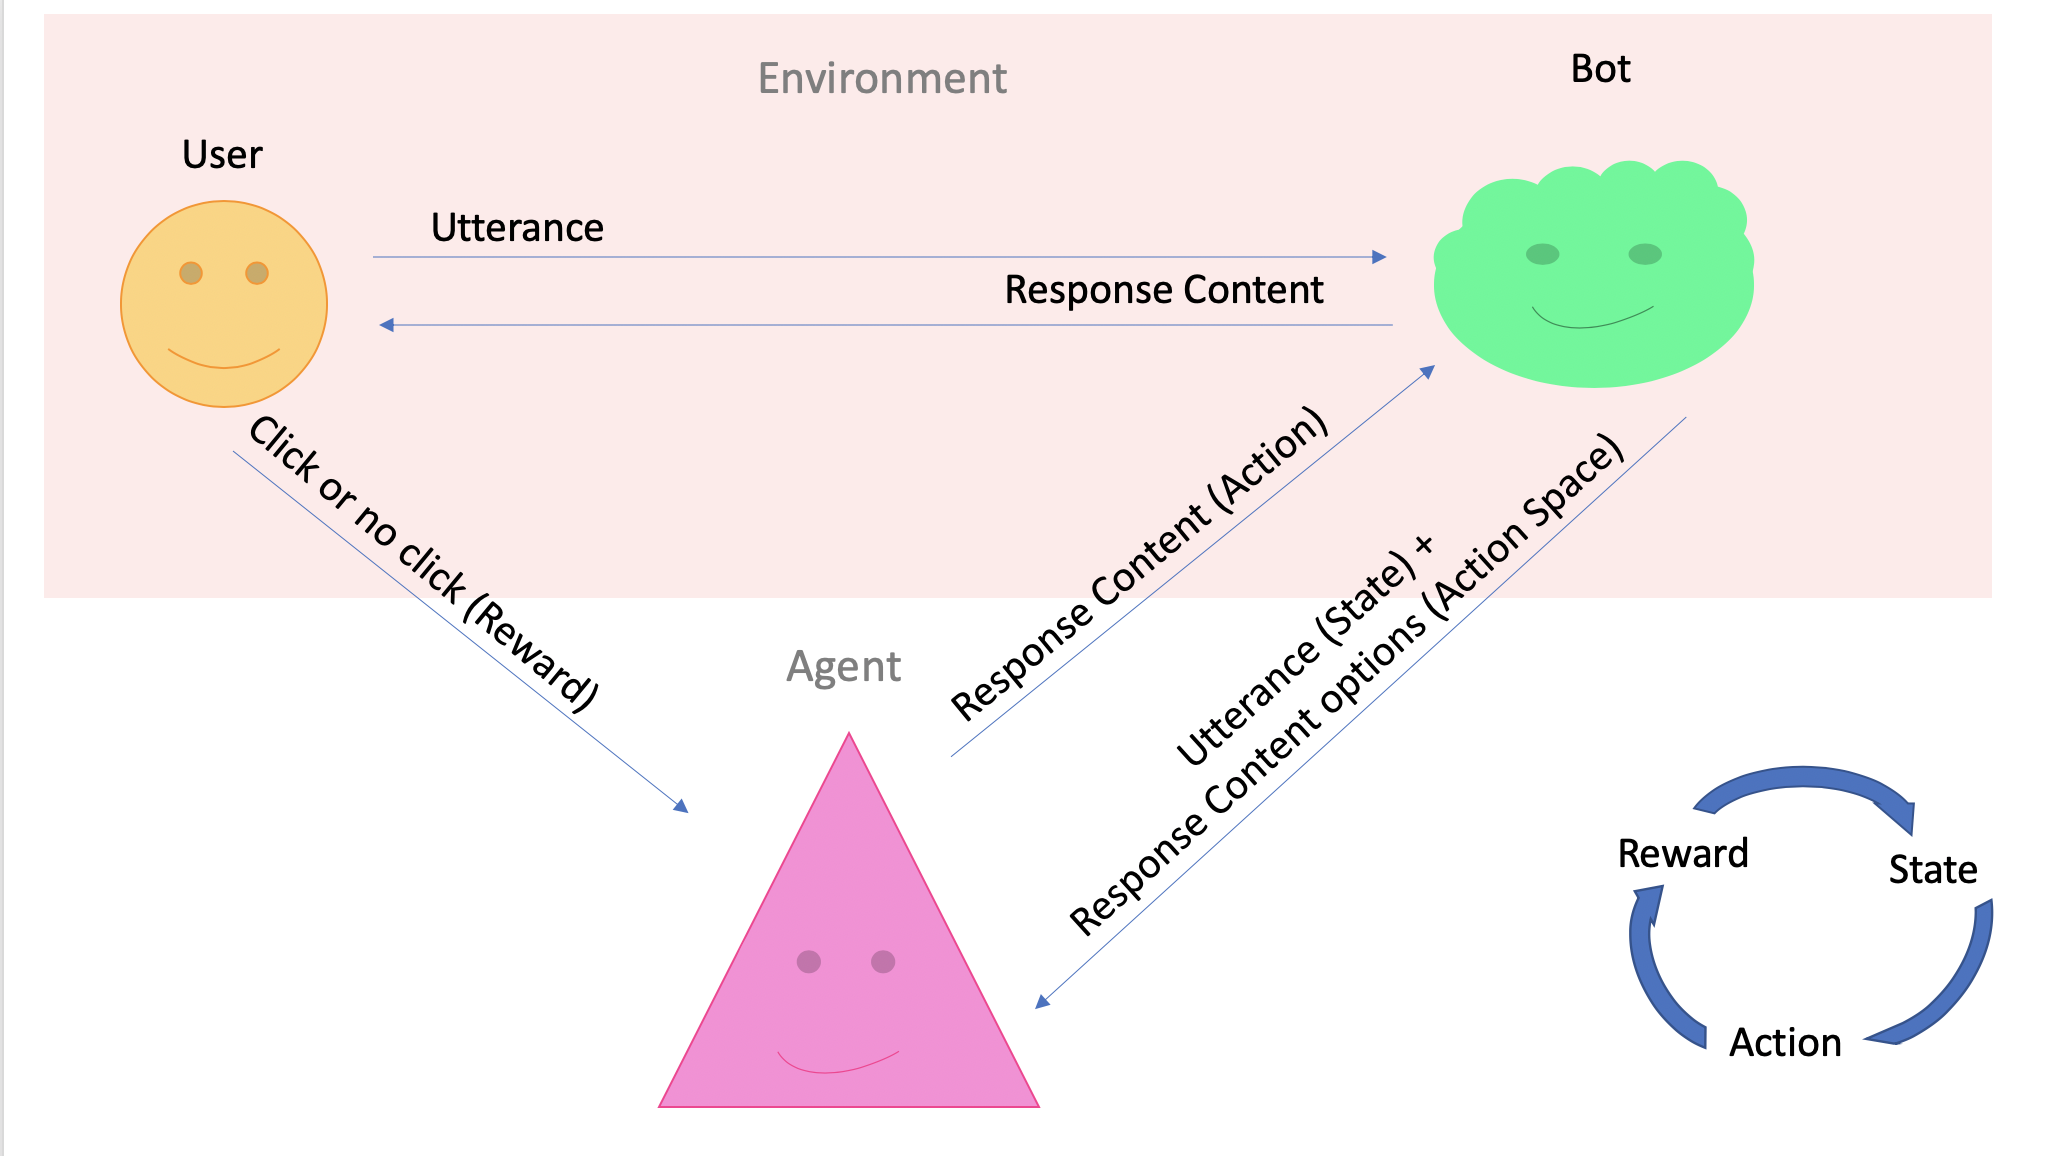 Environment
Bot
User
Utterance
Response Content
Click or no click (Reward)
Response Content (Action)
Utterance (State) +
Response Content options (Action Space)
Agent
Reward
State
Action